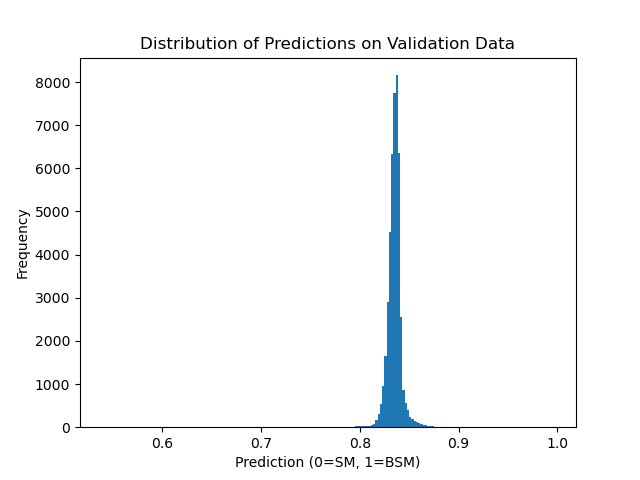 Distribution of Predictions on Validation Data
8000
7000
6000
5000
4000
3000
2000
1000
0
Frequency
0.6 0.7 0.8 0.9 1.0
Prediction (0=SM, 1=BSM)